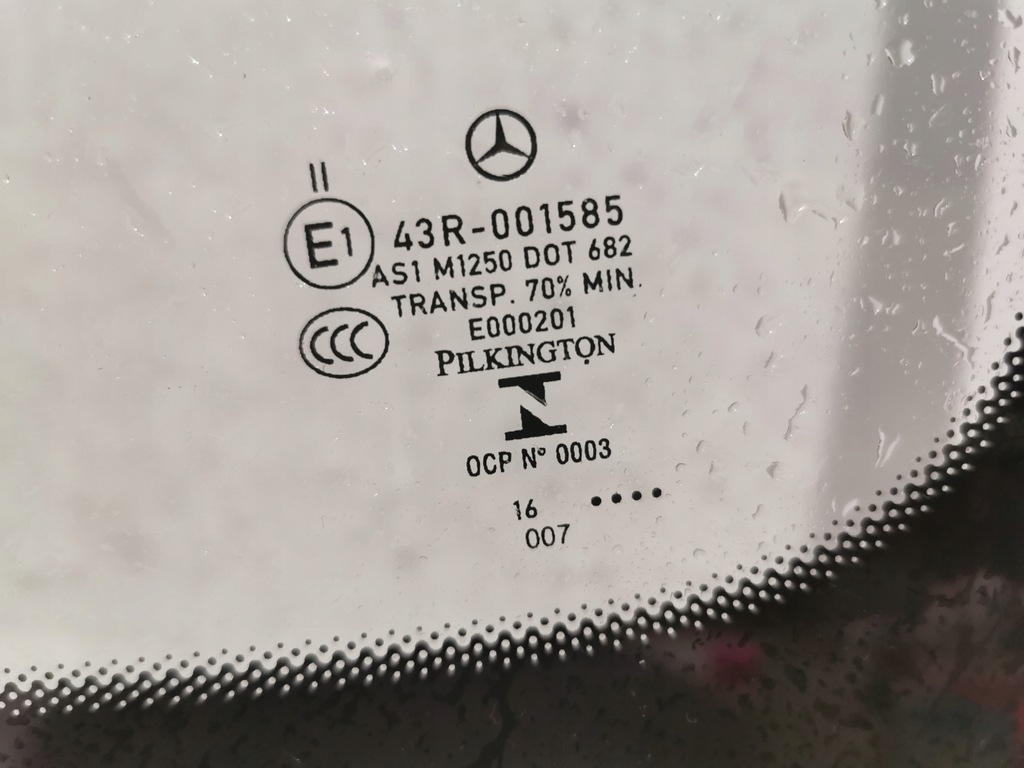 II
E1 43R-001585
AS1 M1250 DOT 682
TRANSP. 70% MIN.
CCC E000201
PILKINGTON
OCP N° 0003
16 ••••
007